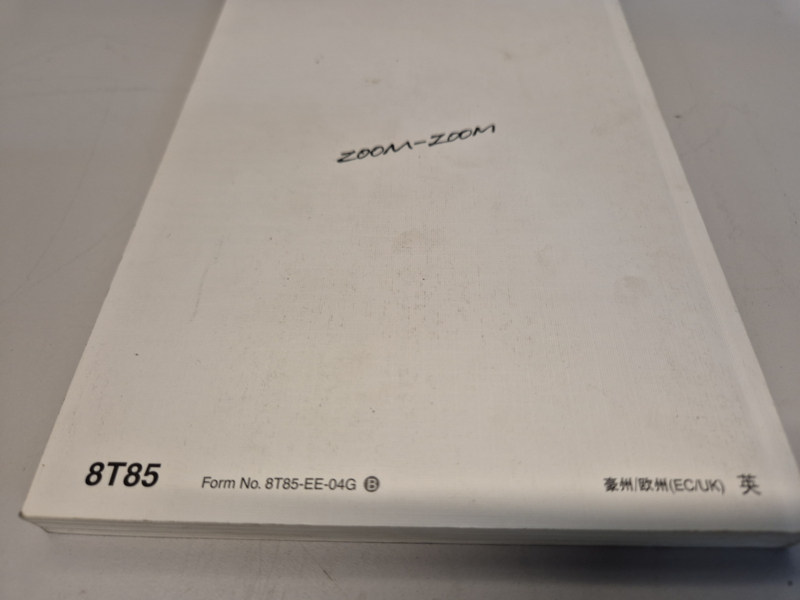 ZOOM-ZOOM
8T85 Form No. 8T85-EE-04G Ⓑ 豪州/欧州(EC/UK) 英